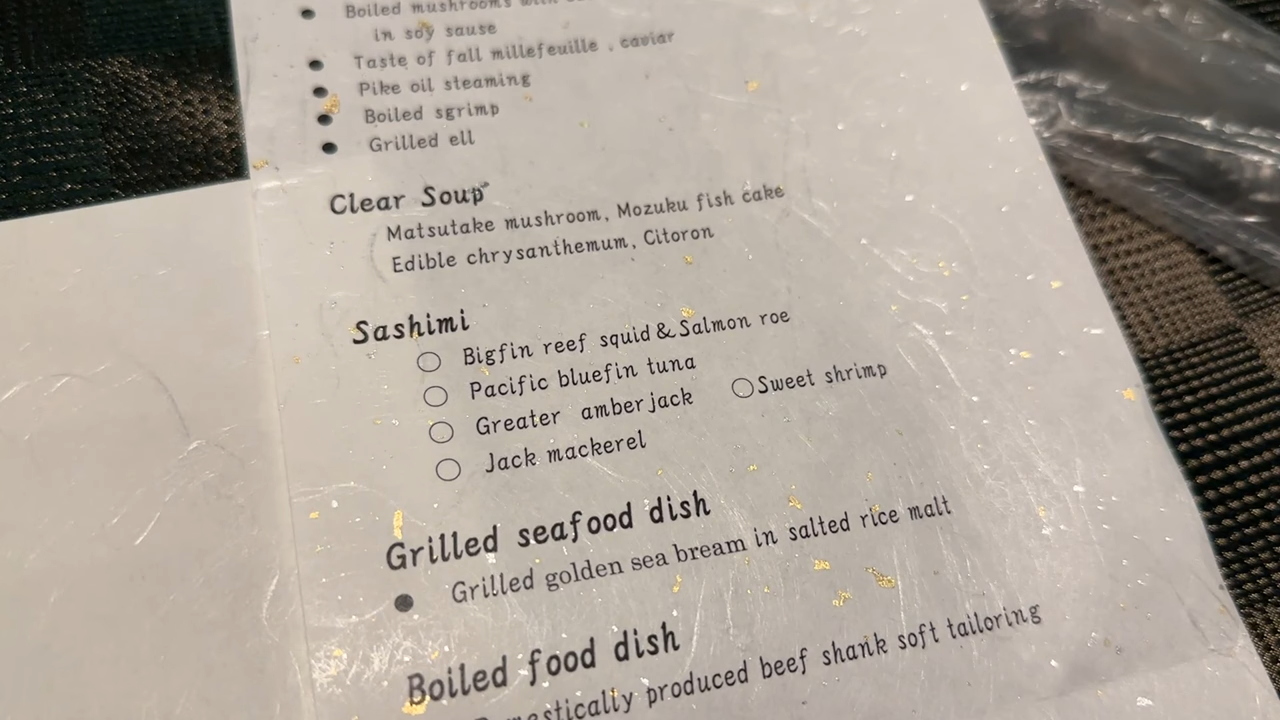 Boiled mushrooms with
in soy sause
Taste of fall millefeuille , caviar
Pike oil steaming
Boiled sgrimp
Grilled ell
Clear Soup
Matsutake mushroom, Mozuku fish cake
Edible chrysanthemum, Citoron
Sashimi
Bigfin reef squid & Salmon roe
Pacific bluefin tuna
Greater amberjack ○Sweet shrimp
Jack mackerel
Grilled seafood dish
Grilled golden sea bream in salted rice malt
Boiled food dish
produced beef shank soft tailoring